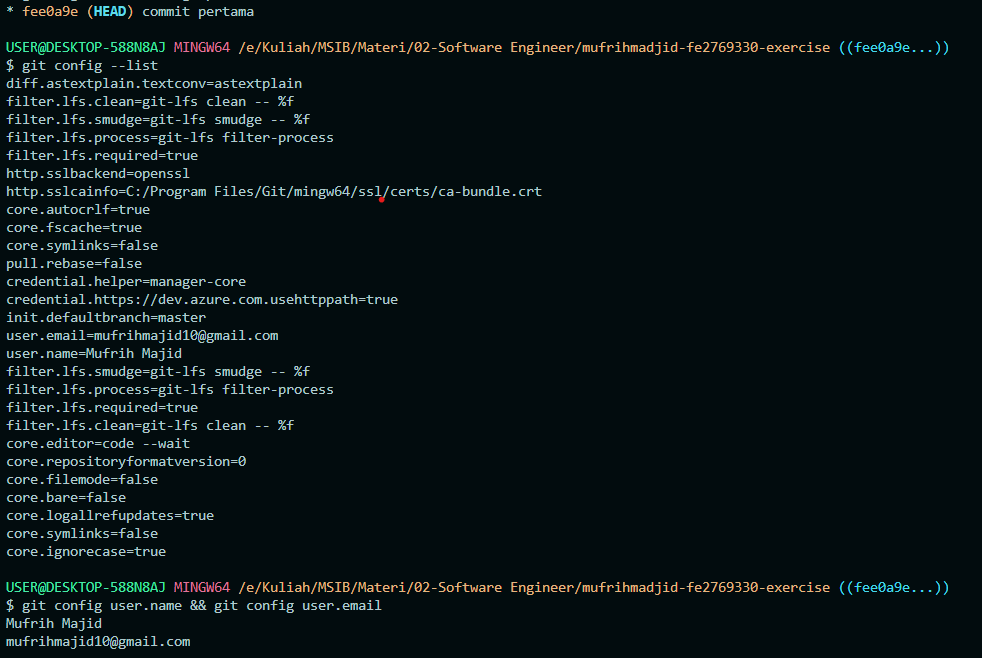 * fee0a9e (HEAD) commit pertama
USER@DESKTOP-588N8AJ MINGW64 /e/Kuliah/MSIB/Materi/02-Software Engineer/mufrihmadjid-fe2769330-exercise ((fee0a9e...))
$ git config --list
diff.astextplain.textconv=astextplain
filter.lfs.clean=git-lfs clean -- %f
filter.lfs.smudge=git-lfs smudge -- %f
filter.lfs.process=git-lfs filter-process
filter.lfs.required=true
http.sslbackend=openssl
http.sslcainfo=C:/Program Files/Git/mingw64/ssl/certs/ca-bundle.crt
core.autocrlf=true
core.fscache=true
core.symlinks=false
pull.rebase=false
credential.helper=manager-core
credential.https://dev.azure.com.usehttppath=true
init.defaultbranch=master
user.email=mufrihmajid10@gmail.com
user.name=Mufrih Majid
filter.lfs.smudge=git-lfs smudge -- %f
filter.lfs.process=git-lfs filter-process
filter.lfs.required=true
filter.lfs.clean=git-lfs clean -- %f
core.editor=code --wait
core.repositoryformatversion=0
core.filemode=false
core.bare=false
core.logallrefupdates=true
core.symlinks=false
core.ignorecase=true
USER@DESKTOP-588N8AJ MINGW64 /e/Kuliah/MSIB/Materi/02-Software Engineer/mufrihmadjid-fe2769330-exercise ((fee0a9e...))
$ git config user.name && git config user.email
Mufrih Majid
mufrihmajid10@gmail.com